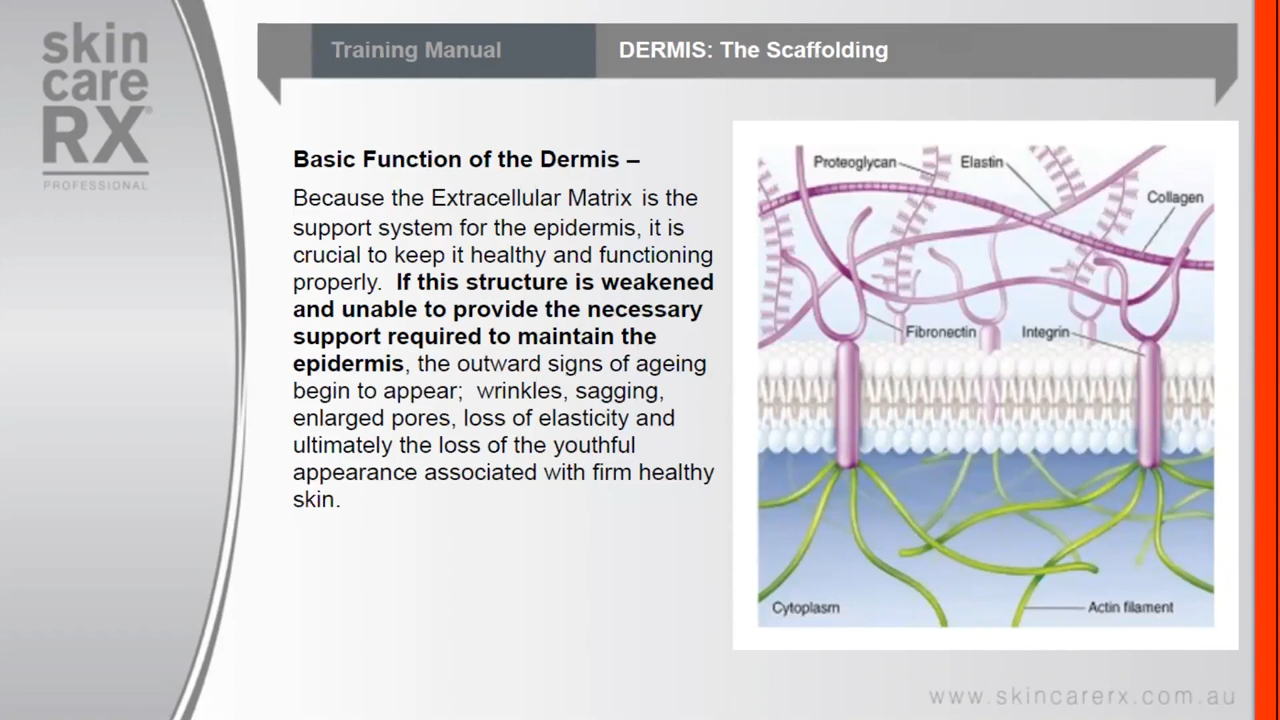 skin
care
RX®
PROFESSIONAL
Training Manual
DERMIS: The Scaffolding
Basic Function of the Dermis –
Because the Extracellular Matrix is the
support system for the epidermis, it is
crucial to keep it healthy and functioning
properly. If this structure is weakened
and unable to provide the necessary
support required to maintain the
epidermis, the outward signs of ageing
begin to appear; wrinkles, sagging,
enlarged pores, loss of elasticity and
ultimately the loss of the youthful
appearance associated with firm healthy
skin.
Proteoglycan
Elastin
Collagen
Fibronectin
Integrin
Cytoplasm
Actin filament
www.skincarerx.com.au